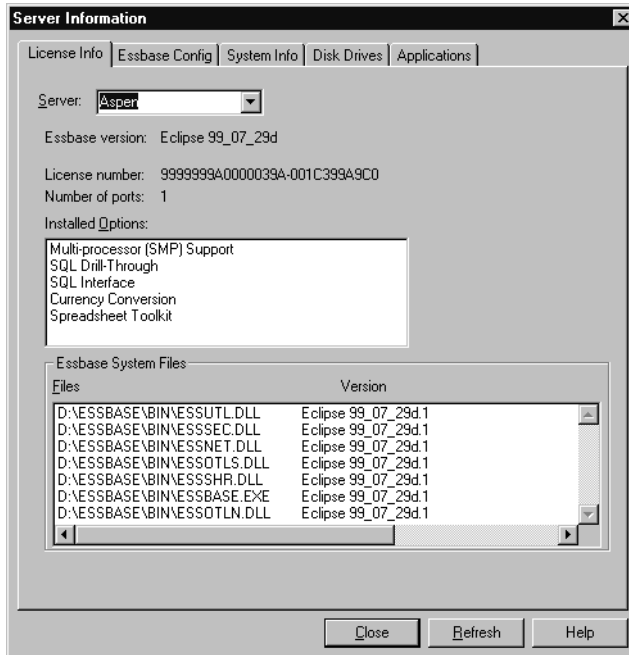 Server Information
License Info Essbase Config System Info Disk Drives Applications
Server: Aspen
Essbase version: Eclipse 99_07_29d
License number: 9999999A0000039A-001C399A9C0
Number of ports: 1
Installed Options:
Multi-processor (SMP) Support
SQL Drill-Through
SQL Interface
Currency Conversion
Spreadsheet Toolkit
Essbase System Files
Files Version
D:\ESSBASE\BIN\ESSUTL.DLL Eclipse 99_07_29d.1
D:\ESSBASE\BIN\ESSSEC.DLL Eclipse 99_07_29d.1
D:\ESSBASE\BIN\ESSNET.DLL Eclipse 99_07_29d.1
D:\ESSBASE\BIN\ESSOTLS.DLL Eclipse 99_07_29d.1
D:\ESSBASE\BIN\ESSSHR.DLL Eclipse 99_07_29d.1
D:\ESSBASE\BIN\ESSBASE.EXE Eclipse 99_07_29d.1
D:\ESSBASE\BIN\ESSOTLN.DLL Eclipse 99_07_29d.1
Close Refresh Help